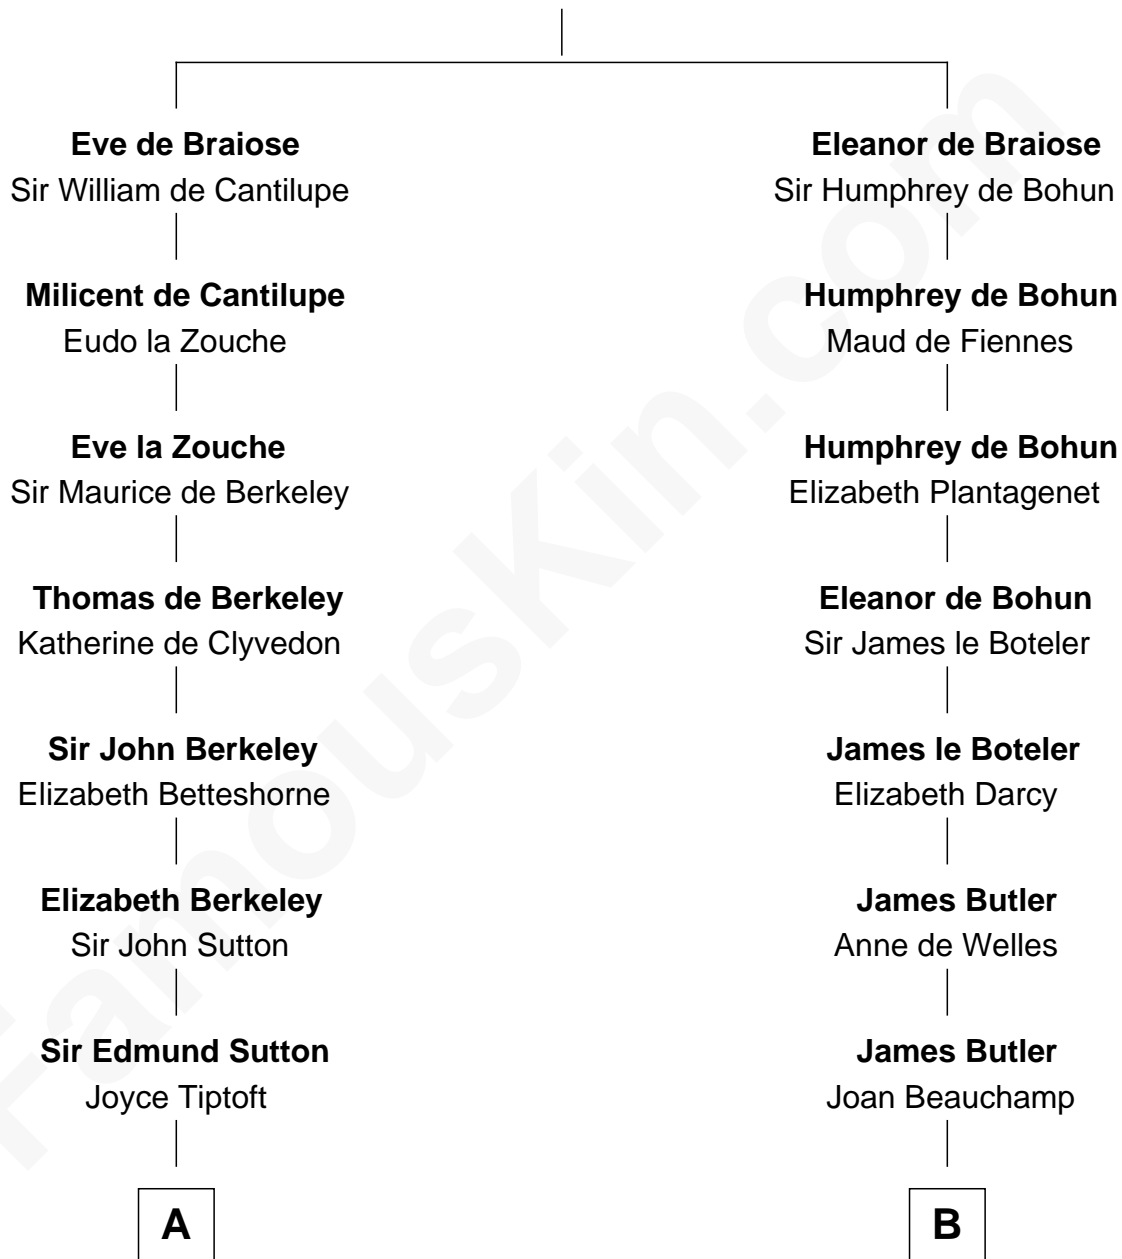 Eve de Braiose
Sir William de Cantilupe
Milicent de Cantilupe
Eudo la Zouche
Eve la Zouche
Sir Maurice de Berkeley
Thomas de Berkeley
Katherine de Clyvedon
Sir John Berkeley
Elizabeth Betteshorne
Elizabeth Berkeley
Sir John Sutton
Sir Edmund Sutton
Joyce Tiptoft
A
Eleanor de Braiose
Sir Humphrey de Bohun
Humphrey de Bohun
Maud de Fiennes
Humphrey de Bohun
Elizabeth Plantagenet
Eleanor de Bohun
Sir James le Boteler
James le Boteler
Elizabeth Darcy
James Butler
Anne de Welles
James Butler
Joan Beauchamp
B
FamousKin.com